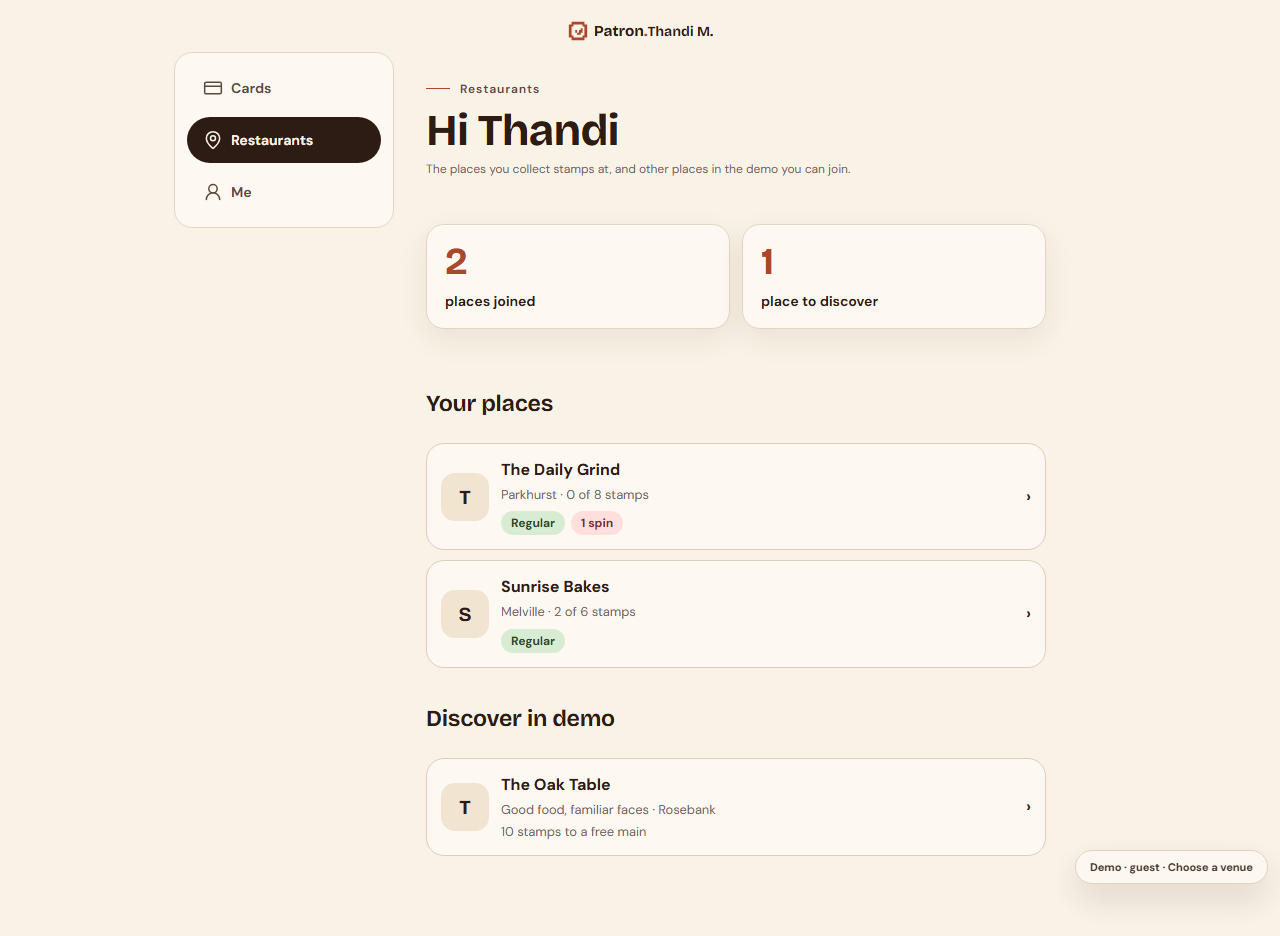 Patron.Thandi M.
Cards
Restaurants
Me
Restaurants
Hi Thandi
The places you collect stamps at, and other places in the demo you can join.
2
places joined
1
place to discover
Your places
T
The Daily Grind
Parkhurst · 0 of 8 stamps
Regular
1 spin
›
S
Sunrise Bakes
Melville · 2 of 6 stamps
Regular
›
Discover in demo
T
The Oak Table
Good food, familiar faces · Rosebank
10 stamps to a free main
›
Demo · guest · Choose a venue